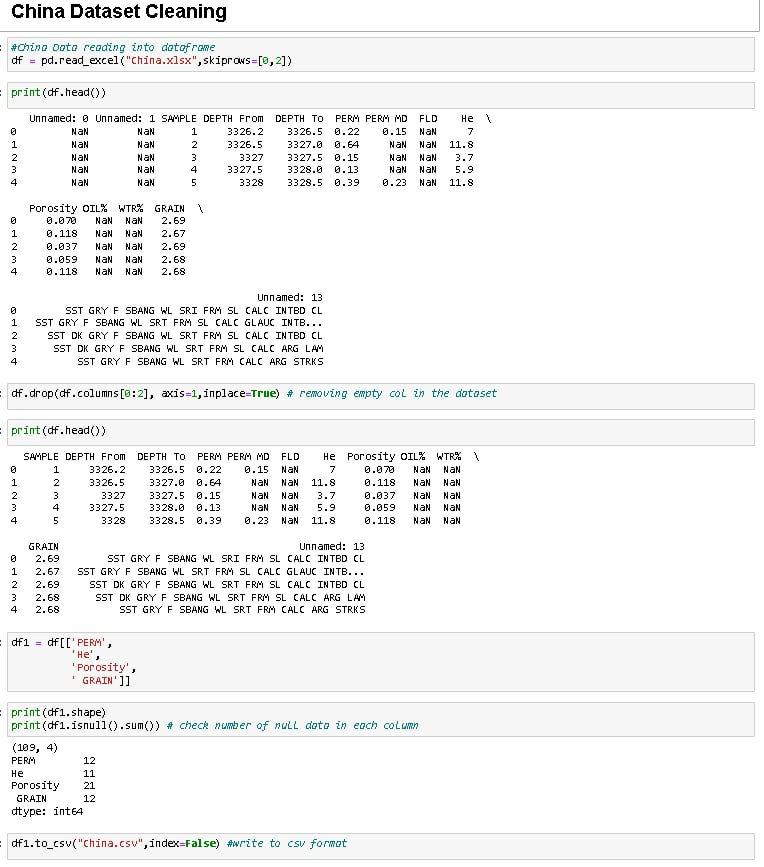 China Dataset Cleaning
#China Data reading into dataframe
df = pd.read_excel("China.xlsx",skiprows=[0,2])
print(df.head())
Unnamed: 0 Unnamed: 1 SAMPLE DEPTH From DEPTH To PERM PERM MD FLD He \
0 NaN NaN 1 3326.2 3326.5 0.22 0.15 NaN 7
1 NaN NaN 2 3326.5 3327.0 0.64 NaN NaN 11.8
2 NaN NaN 3 3327 3327.5 0.15 NaN NaN 3.7
3 NaN NaN 4 3327.5 3328.0 0.13 NaN NaN 5.9
4 NaN NaN 5 3328 3328.5 0.39 0.23 NaN 11.8
Porosity OIL% WTR% GRAIN \
0 0.070 NaN NaN 2.69
1 0.118 NaN NaN 2.67
2 0.037 NaN NaN 2.69
3 0.059 NaN NaN 2.68
4 0.118 NaN NaN 2.68
Unnamed: 13
0 SST GRY F SBANG WL SRI FRM SL CALC INTBD CL
1 SST GRY F SBANG WL SRT FRM SL CALC GLAUC INTB...
2 SST DK GRY F SBANG WL SRT FRM SL CALC INTBD CL
3 SST DK GRY F SBANG WL SRT FRM SL CALC ARG LAM
4 SST GRY F SBANG WL SRT FRM CALC ARG STRKS
df.drop(df.columns[0:2], axis=1,inplace=True) # removing empty col in the dataset
print(df.head())
SAMPLE DEPTH From DEPTH To PERM PERM MD FLD He Porosity OIL% WTR% \
0 1 3326.2 3326.5 0.22 0.15 NaN 7 0.070 NaN NaN
1 2 3326.5 3327.0 0.64 NaN NaN 11.8 0.118 NaN NaN
2 3 3327 3327.5 0.15 NaN NaN 3.7 0.037 NaN NaN
3 4 3327.5 3328.0 0.13 NaN NaN 5.9 0.059 NaN NaN
4 5 3328 3328.5 0.39 0.23 NaN 11.8 0.118 NaN NaN
GRAIN Unnamed: 13
0 2.69 SST GRY F SBANG WL SRI FRM SL CALC INTBD CL
1 2.67 SST GRY F SBANG WL SRT FRM SL CALC GLAUC INTB...
2 2.69 SST DK GRY F SBANG WL SRT FRM SL CALC INTBD CL
3 2.68 SST DK GRY F SBANG WL SRT FRM SL CALC ARG LAM
4 2.68 SST GRY F SBANG WL SRT FRM CALC ARG STRKS
df1 = df[['PERM',
'He',
'Porosity',
' GRAIN']]
print(df1.shape)
print(df1.isnull().sum()) # check number of null data in each column
(109, 4)
PERM 12
He 11
Porosity 21
GRAIN 12
dtype: int64
df1.to_csv("China.csv",index=False) #write to csv format